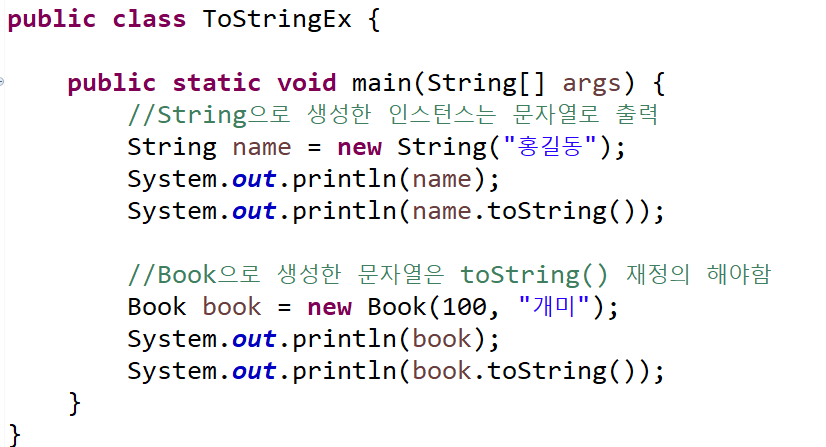 public class ToStringEx {
public static void main(String[] args) {
//String으로 생성한 인스턴스는 문자열로 출력
String name = new String("홍길동");
System.out.println(name);
System.out.println(name.toString());
//Book으로 생성한 문자열은 toString() 재정의 해야함
Book book = new Book(100, "개미");
System.out.println(book);
System.out.println(book.toString());
}
}